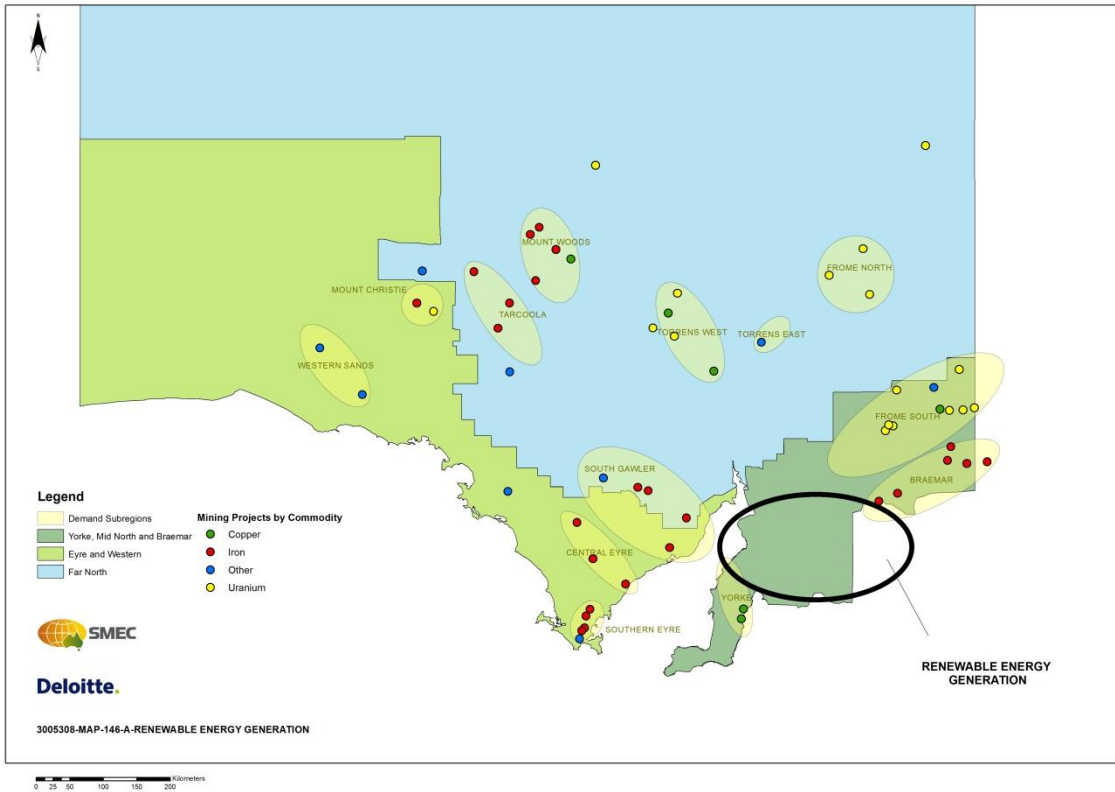 N
S
MOUNT WOODS
FROME NORTH
MOUNT CHRISTIE
TARCOOLA
TORRENS WEST
TORRENS EAST
WESTERN SANDS
FROME SOUTH
SOUTH GAWLER
BRAEMAR
CENTRAL EYRE
YORKE
SOUTHERN EYRE
RENEWABLE ENERGY
GENERATION
Legend
Demand Subregions
Yorke, Mid North and Braemar
Eyre and Western
Far North
Mining Projects by Commodity
Copper
Iron
Other
Uranium
SMEC
Deloitte.
3005308-MAP-146-A-RENEWABLE ENERGY GENERATION
Kilometers
0 25 50 100 150 200